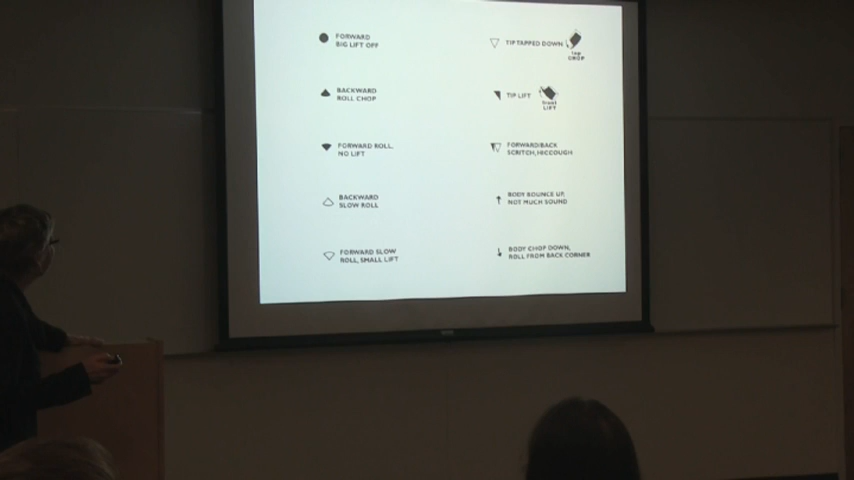 FORWARD
BIG LIFT OFF
BACKWARD
ROLL CHOP
FORWARD ROLL,
NO LIFT
BACKWARD
SLOW ROLL
FORWARD SLOW
ROLL, SMALL LIFT
TIP TAPPED DOWN
top
DROP
TIP LIFT
front
LIFT
FORWARD/BACK
SCRITCH, HICCOUGH
BODY BOUNCE UP,
NOT MUCH SOUND
BODY CHOP DOWN,
ROLL FROM BACK CORNER